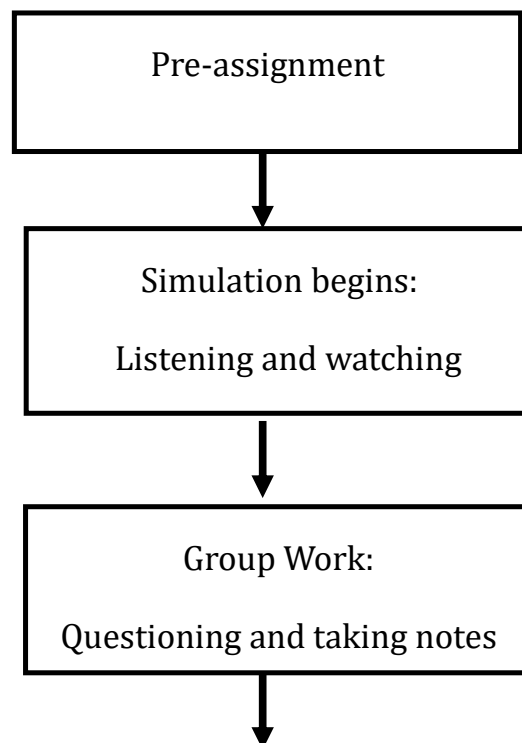 Pre-assignment
Simulation begins:
Listening and watching
Group Work:
Questioning and taking notes